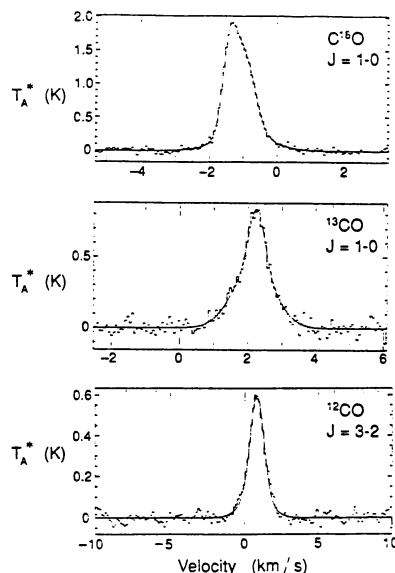 C¹⁸O
J = 1-0
T_A* (K)
2.0
1.5
1.0
0.5
0
-4
-2
0
2
¹³CO
J = 1-0
T_A* (K)
0.5
0
-2
0
2
4
6
¹²CO
J = 3-2
T_A* (K)
0.6
0.4
0.2
0
-10
-5
0
5
10
Velocity (km/s)